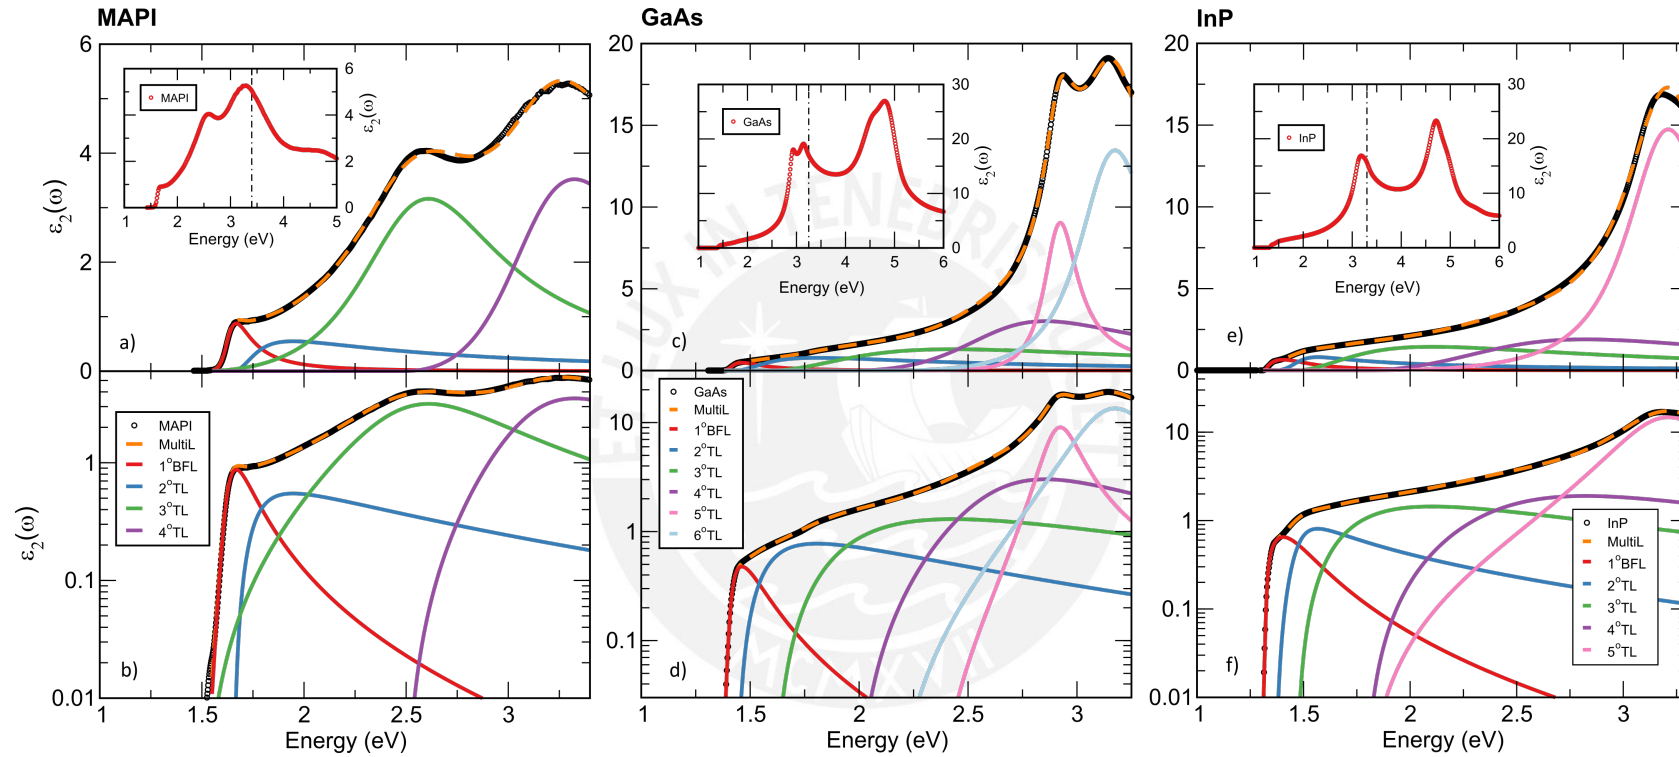 MAPI
GaAs
InP
6
4
2
0
ε₂(ω)
MAPI
6
4
2
0
ε₂(ω)
1 2 3 4 5
Energy (eV)
a)
20
15
10
5
0
GaAs
30
20
10
0
ε₂(ω)
1 2 3 4 5 6
Energy (eV)
c)
20
15
10
5
0
InP
30
20
10
0
ε₂(ω)
1 2 3 4 5 6
Energy (eV)
e)
1
0.1
0.01
ε₂(ω)
MAPI
MultiL
1°BFL
2°TL
3°TL
4°TL
b)
1 1.5 2 2.5 3
Energy (eV)
10
1
0.1
GaAs
MultiL
1°BFL
2°TL
3°TL
4°TL
5°TL
6°TL
d)
1 1.5 2 2.5 3
Energy (eV)
10
1
0.1
0.01
InP
MultiL
1°BFL
2°TL
3°TL
4°TL
5°TL
f)
1 1.5 2 2.5 3
Energy (eV)
ET LUX IN TENEBRIS LUCET
MCMXVII